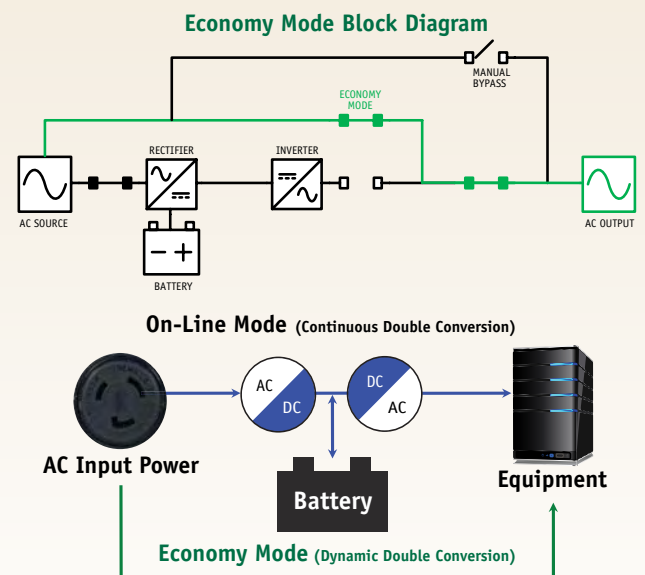 Economy Mode Block Diagram
MANUAL
BYPASS
ECONOMY
MODE
RECTIFIER
INVERTER
AC SOURCE
AC OUTPUT
BATTERY
On-Line Mode (Continuous Double Conversion)
AC
DC
DC
AC
AC Input Power
Battery
Equipment
Economy Mode (Dynamic Double Conversion)